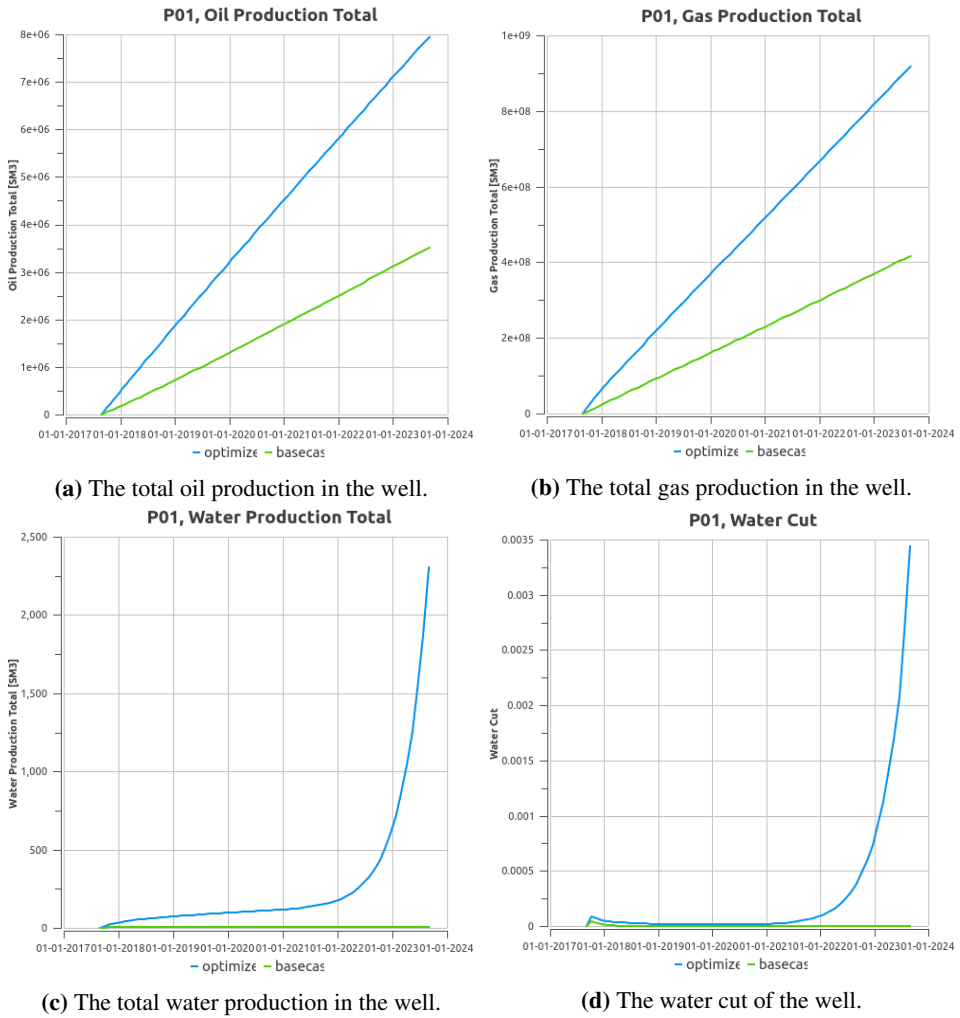 P01, Oil Production Total
8e+06
7e+06
6e+06
5e+06
4e+06
3e+06
2e+06
1e+06
0
Oil Production Total [SM3]
01-01-2017 01-01-2018 01-01-2019 01-01-2020 01-01-2021 01-01-2022 01-01-2023 01-01-2024
optimize basecas
(a) The total oil production in the well.
P01, Gas Production Total
1e+09
8e+08
6e+08
4e+08
2e+08
0
Gas Production Total [SM3]
01-01-2017 01-01-2018 01-01-2019 01-01-2020 01-01-2021 01-01-2022 01-01-2023 01-01-2024
optimize basecas
(b) The total gas production in the well.
P01, Water Production Total
2,500
2,000
1,500
1,000
500
0
Water Production Total [SM3]
01-01-2017 01-01-2018 01-01-2019 01-01-2020 01-01-2021 01-01-2022 01-01-2023 01-01-2024
optimize basecas
(c) The total water production in the well.
P01, Water Cut
0.0035
0.003
0.0025
0.002
0.0015
0.001
0.0005
0
Water Cut
01-01-2017 01-01-2018 01-01-2019 01-01-2020 01-01-2021 01-01-2022 01-01-2023 01-01-2024
optimize basecas
(d) The water cut of the well.